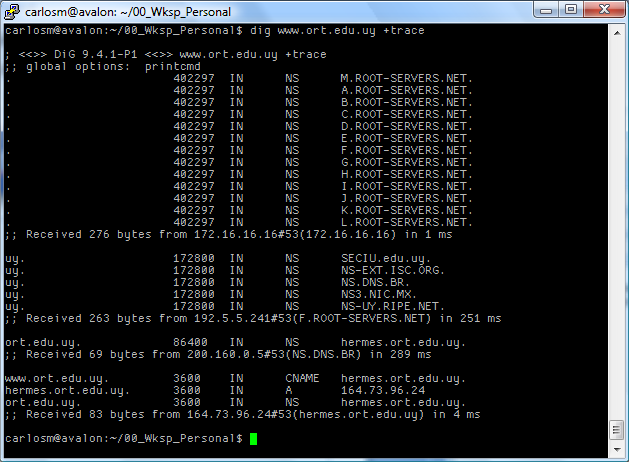 carlosm@avalon: ~/00_Wksp_Personal
carlosm@avalon:~/00_Wksp_Personal$ dig www.ort.edu.uy +trace
; <<>> DiG 9.4.1-P1 <<>> www.ort.edu.uy +trace
;; global options:  printcmd
.                       402297  IN      NS      M.ROOT-SERVERS.NET.
.                       402297  IN      NS      A.ROOT-SERVERS.NET.
.                       402297  IN      NS      B.ROOT-SERVERS.NET.
.                       402297  IN      NS      C.ROOT-SERVERS.NET.
.                       402297  IN      NS      D.ROOT-SERVERS.NET.
.                       402297  IN      NS      E.ROOT-SERVERS.NET.
.                       402297  IN      NS      F.ROOT-SERVERS.NET.
.                       402297  IN      NS      G.ROOT-SERVERS.NET.
.                       402297  IN      NS      H.ROOT-SERVERS.NET.
.                       402297  IN      NS      I.ROOT-SERVERS.NET.
.                       402297  IN      NS      J.ROOT-SERVERS.NET.
.                       402297  IN      NS      K.ROOT-SERVERS.NET.
.                       402297  IN      NS      L.ROOT-SERVERS.NET.
;; Received 276 bytes from 172.16.16.16#53(172.16.16.16) in 1 ms
uy.                     172800  IN      NS      SECIU.edu.uy.
uy.                     172800  IN      NS      NS-EXT.ISC.ORG.
uy.                     172800  IN      NS      NS.DNS.BR.
uy.                     172800  IN      NS      NS3.NIC.MX.
uy.                     172800  IN      NS      NS-UY.RIPE.NET.
;; Received 263 bytes from 192.5.5.241#53(F.ROOT-SERVERS.NET) in 251 ms
ort.edu.uy.             86400   IN      NS      hermes.ort.edu.uy.
;; Received 69 bytes from 200.160.0.5#53(NS.DNS.BR) in 289 ms
www.ort.edu.uy.         3600    IN      CNAME   hermes.ort.edu.uy.
hermes.ort.edu.uy.      3600    IN      A       164.73.96.24
ort.edu.uy.             3600    IN      NS      hermes.ort.edu.uy.
;; Received 83 bytes from 164.73.96.24#53(hermes.ort.edu.uy) in 4 ms
carlosm@avalon:~/00_Wksp_Personal$